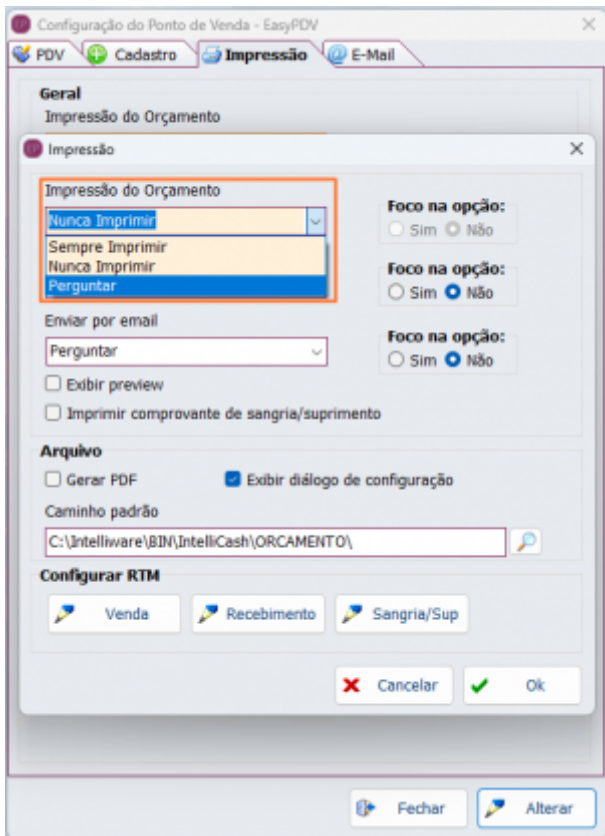 Configuração do Ponto de Venda - EasyPDV
PDV Cadastro Impressão E-Mail
Geral
Impressão do Orçamento
Impressão
Impressão do Orçamento
Nunca Imprimir
Sempre Imprimir
Nunca Imprimir
Perguntar
Foco na opção:
Sim Não
Foco na opção:
Sim Não
Enviar por email
Perguntar
Foco na opção:
Sim Não
Exibir preview
Imprimir comprovante de sangria/suprimento
Arquivo
Gerar PDF Exibir diálogo de configuração
Caminho padrão
C:\Intelliware\BIN\IntelliCash\ORCAMENTO\
Configurar RTM
Venda Recebimento Sangria/Sup
Cancelar Ok
Fechar Alterar